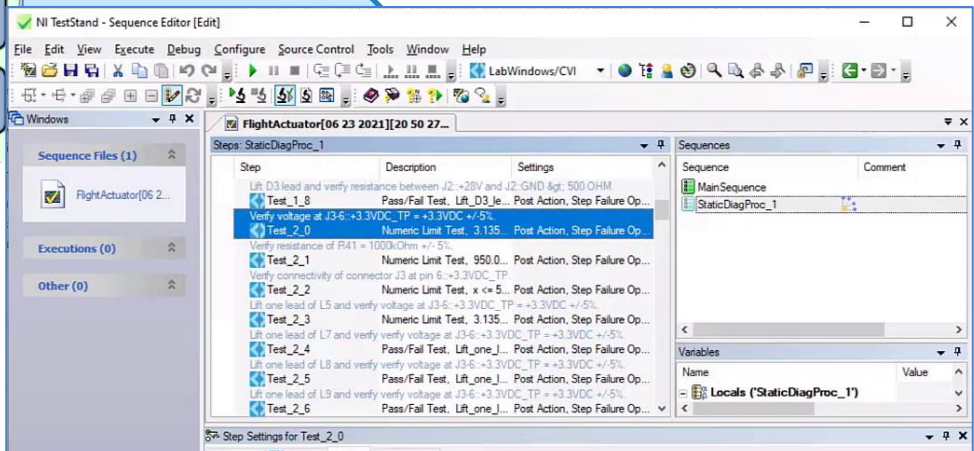 NI TestStand - Sequence Editor [Edit]
File Edit View Execute Debug Configure Source Control Tools Window Help
LabWindows/CVI
Windows
FlightActuator[06 23 2021][20 50 27...
Sequence Files (1)
FlightActuator[06 2...
Executions (0)
Other (0)
Steps: StaticDiagProc_1
Step Description Settings
Lift D3 lead and verify resistance between J2::+28V and J2::GND &gt; 500 OHM.
Test_1_8 Pass/Fail Test, Lift_D3_le... Post Action, Step Failure Op...
Verify voltage at J3-6::+3.3VDC_TP = +3.3VDC +/-5%.
Test_2_0 Numeric Limit Test, 3.135... Post Action, Step Failure Op...
Verify resistance of R41 = 1000kOhm +/- 5%.
Test_2_1 Numeric Limit Test, 950.0... Post Action, Step Failure Op...
Verify connectivity of connector J3 at pin 6::+3.3VDC_TP.
Test_2_2 Numeric Limit Test, x <= 5... Post Action, Step Failure Op...
Lift one lead of L5 and verify voltage at J3-6::+3.3VDC_TP = +3.3VDC +/-5%.
Test_2_3 Numeric Limit Test, 3.135... Post Action, Step Failure Op...
Lift one lead of L7 and verify verify voltage at J3-6::+3.3VDC_TP = +3.3VDC +/-5%.
Test_2_4 Pass/Fail Test, Lift_one_l... Post Action, Step Failure Op...
Lift one lead of L8 and verify verify voltage at J3-6::+3.3VDC_TP = +3.3VDC +/-5%.
Test_2_5 Pass/Fail Test, Lift_one_l... Post Action, Step Failure Op...
Lift one lead of L9 and verify verify voltage at J3-6::+3.3VDC_TP = +3.3VDC +/-5%.
Test_2_6 Pass/Fail Test, Lift_one_l... Post Action, Step Failure Op...
Sequences
Sequence Comment
MainSequence
StaticDiagProc_1
Variables
Name Value
Locals ('StaticDiagProc_1')
Step Settings for Test_2_0